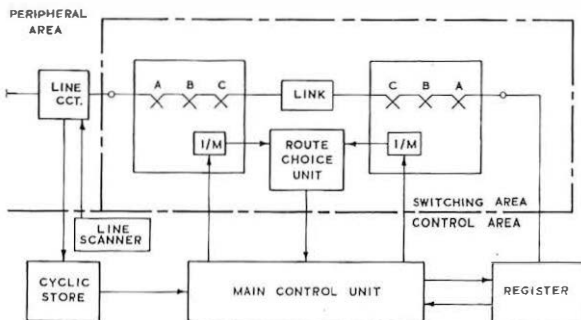 PERIPHERAL
AREA
LINE
CCT.
A B C
LINK
C B A
I/M
ROUTE
CHOICE
UNIT
I/M
SWITCHING AREA
CONTROL AREA
LINE
SCANNER
CYCLIC
STORE
MAIN CONTROL UNIT
REGISTER